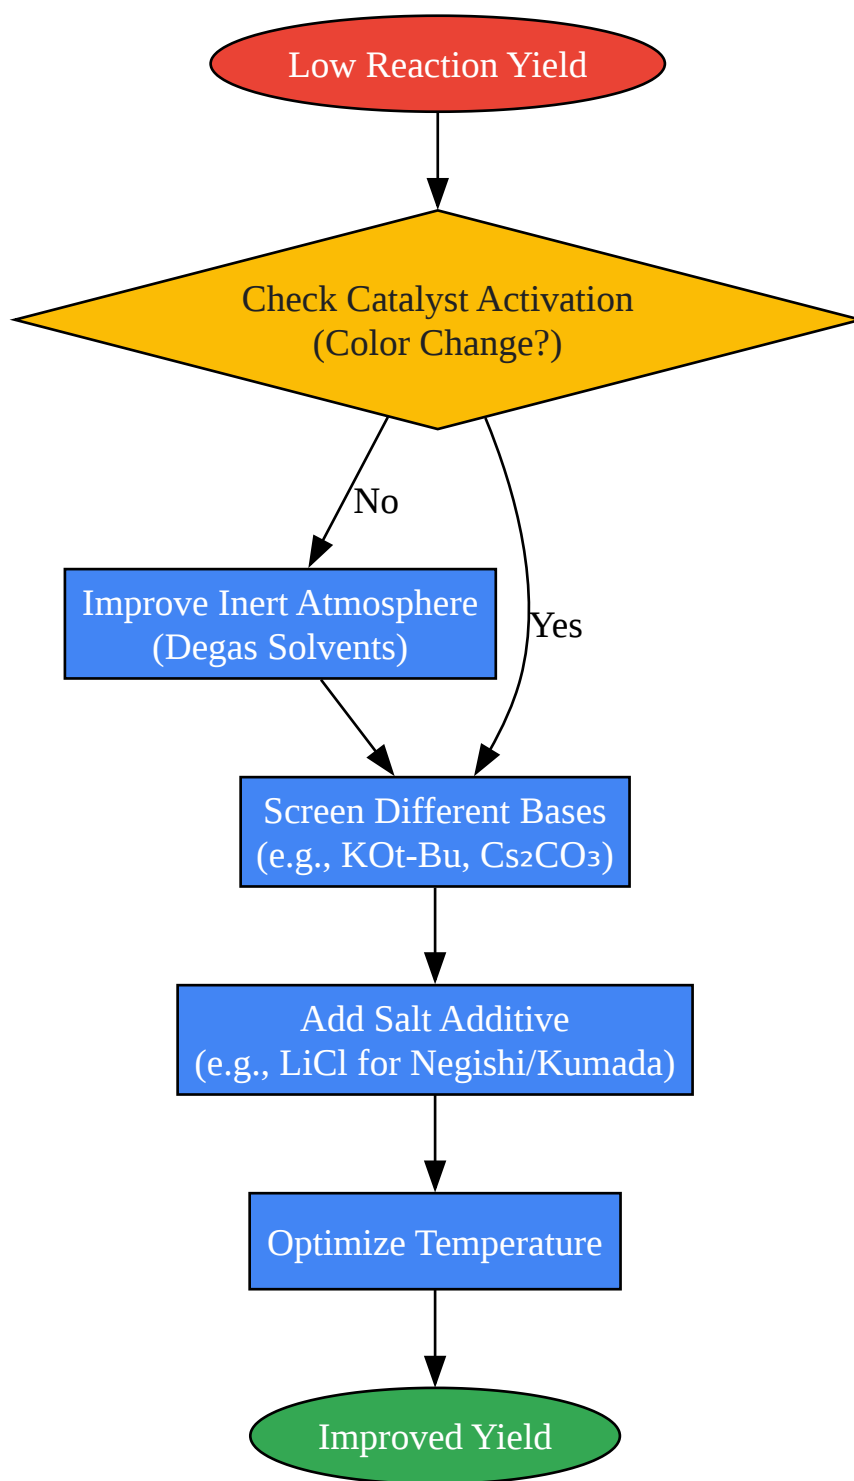 Low Reaction Yield
Check Catalyst Activation
(Color Change?)
No
Improve Inert Atmosphere
(Degas Solvents)
Yes
Screen Different Bases
(e.g., KOt-Bu, Cs₂CO₃)
Add Salt Additive
(e.g., LiCl for Negishi/Kumada)
Optimize Temperature
Improved Yield